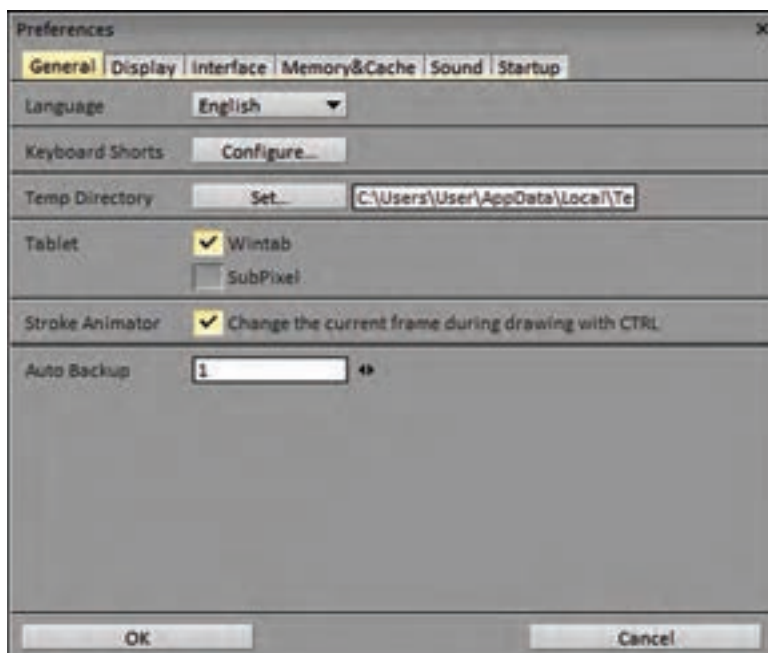 Preferences
General Display Interface Memory&Cache Sound Startup
Language English
Keyboard Shorts Configure...
Temp Directory Set... C:\Users\User\AppData\Local\Te
Tablet Wintab
SubPixel
Stroke Animator Change the current frame during drawing with CTRL
Auto Backup 1
OK Cancel